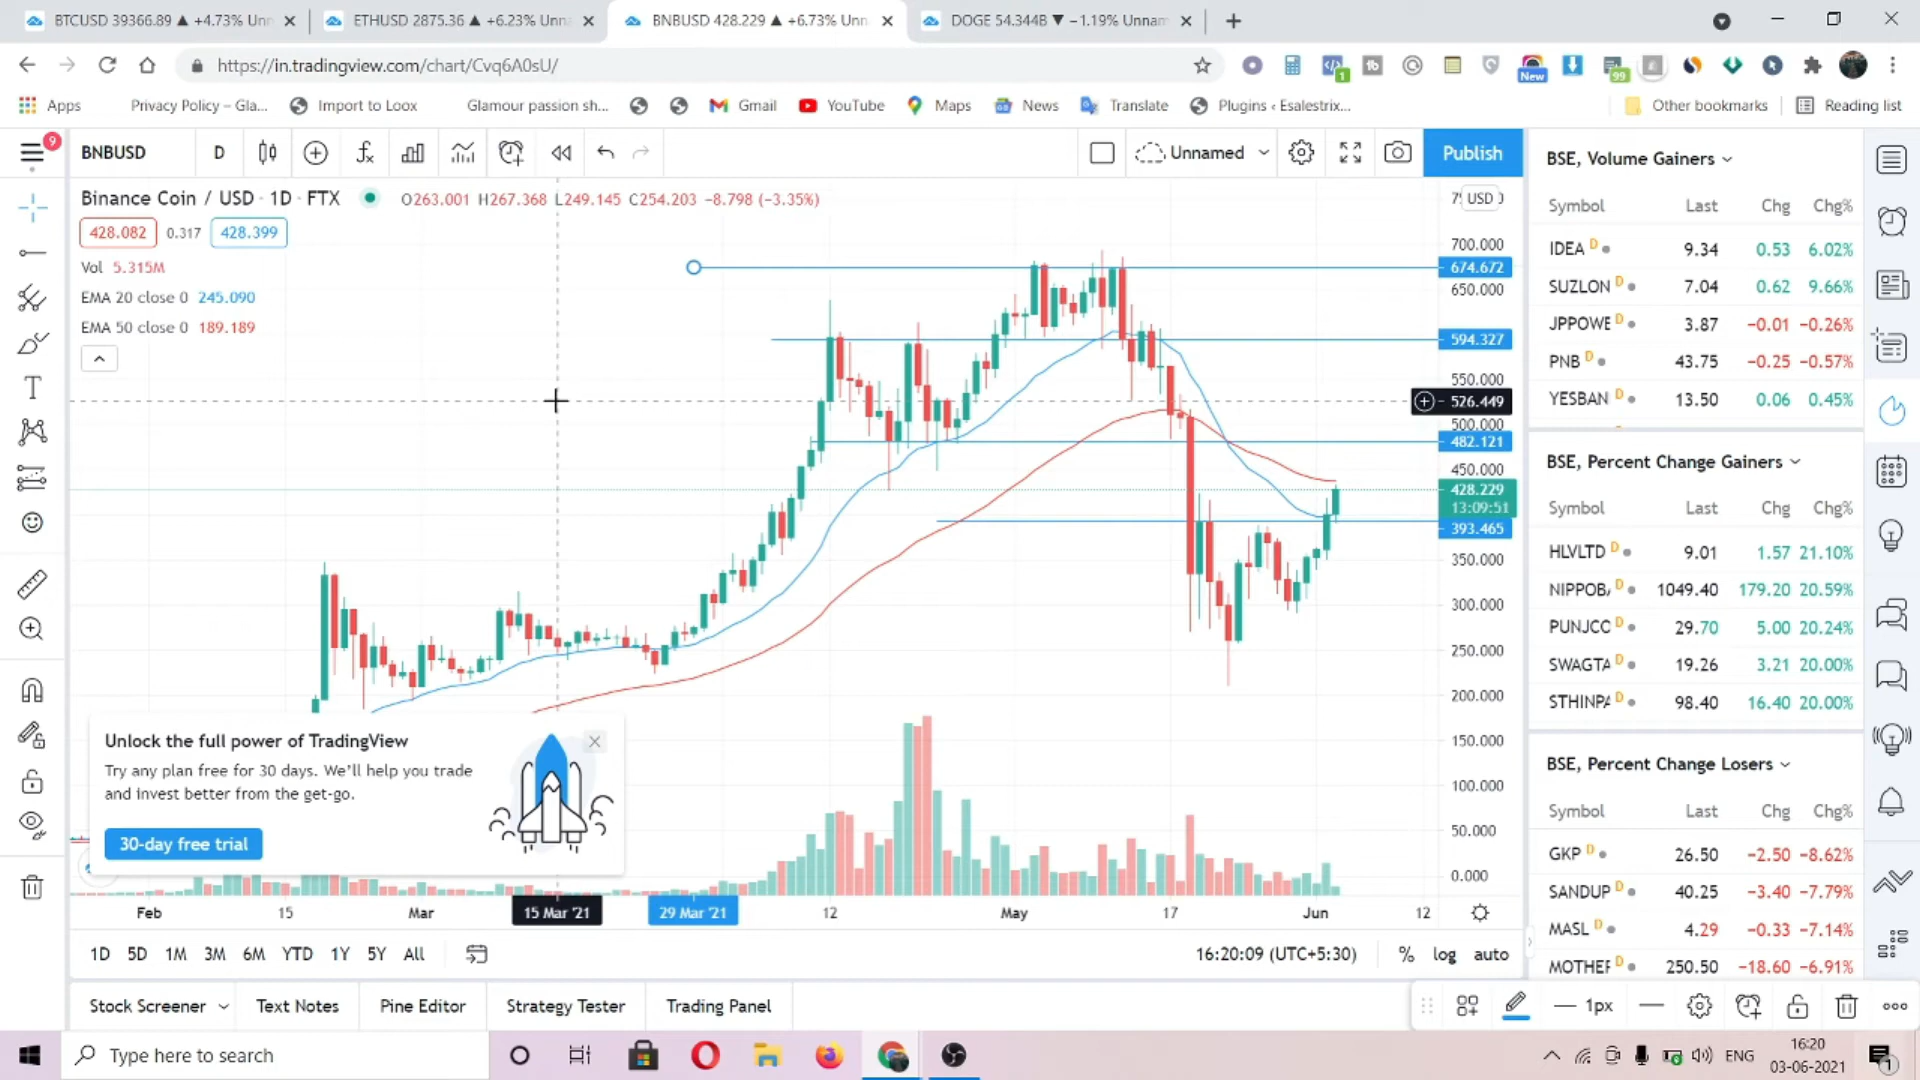 BTCUSD 39366.89 ▲ +4.73% Unn
ETHUSD 2875.36 ▲ +6.23% Unna
BNBUSD 428.229 ▲ +6.73% Unn
DOGE 54.344B ▼ −1.19% Unnam
https://in.tradingview.com/chart/Cvq6A0sU/
1
New
99
Apps
Privacy Policy – Gla...
Import to Loox
Glamour passion sh...
Gmail
YouTube
Maps
News
Translate
Plugins ‹ Esalestrix...
Other bookmarks
Reading list
9
BNBUSD
D
Unnamed
Publish
Binance Coin / USD · 1D · FTX
O263.001 H267.368 L249.145 C254.203 −8.798 (−3.35%)
428.082
0.317
428.399
Vol 5.315M
EMA 20 close 0 245.090
EMA 50 close 0 189.189
USD
700.000
674.672
650.000
594.327
550.000
526.449
500.000
482.121
450.000
428.229
13:09:51
393.465
350.000
300.000
250.000
200.000
150.000
100.000
50.000
0.000
Unlock the full power of TradingView
Try any plan free for 30 days. We'll help you trade
and invest better from the get-go.
30-day free trial
Feb
15
Mar
15 Mar '21
29 Mar '21
12
May
17
Jun
12
1D 5D 1M 3M 6M YTD 1Y 5Y All
16:20:09 (UTC+5:30)
% log auto
Stock Screener
Text Notes
Pine Editor
Strategy Tester
Trading Panel
1px
BSE, Volume Gainers
Symbol Last Chg Chg%
IDEA D 9.34 0.53 6.02%
SUZLON D 7.04 0.62 9.66%
JPPOWE D 3.87 −0.01 −0.26%
PNB D 43.75 −0.25 −0.57%
YESBAN D 13.50 0.06 0.45%
BSE, Percent Change Gainers
Symbol Last Chg Chg%
HLVLTD D 9.01 1.57 21.10%
NIPPOB D 1049.40 179.20 20.59%
PUNJCO D 29.70 5.00 20.24%
SWAGTA D 19.26 3.21 20.00%
STHINPA D 98.40 16.40 20.00%
BSE, Percent Change Losers
Symbol Last Chg Chg%
GKP D 26.50 −2.50 −8.62%
SANDUP D 40.25 −3.40 −7.79%
MASL D 4.29 −0.33 −7.14%
MOTHER D 250.50 −18.60 −6.91%
Type here to search
ENG
16:20
03-06-2021
1